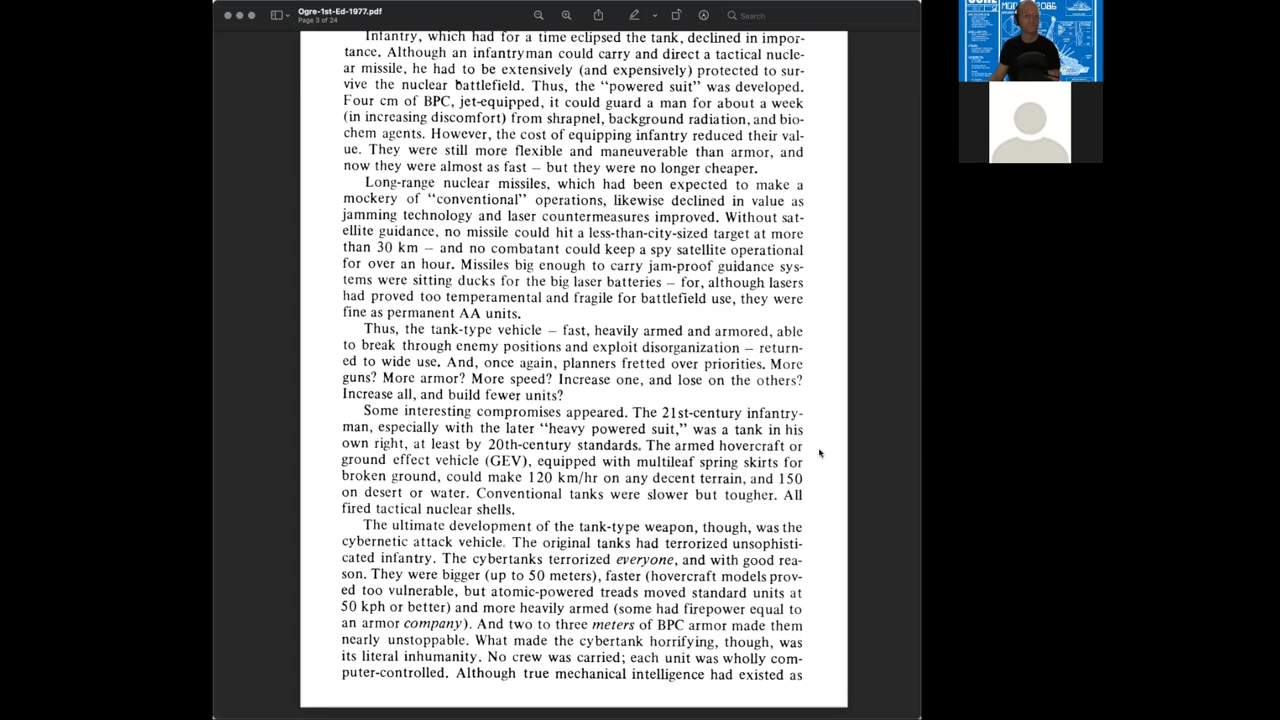 Ogre-1st-Ed-1977.pdf
Page 3 of 24
Search
Infantry, which had for a time eclipsed the tank, declined in impor-
tance. Although an infantryman could carry and direct a tactical nucle-
ar missile, he had to be extensively (and expensively) protected to sur-
vive the nuclear battlefield. Thus, the “powered suit” was developed.
Four cm of BPC, jet-equipped, it could guard a man for about a week
(in increasing discomfort) from shrapnel, background radiation, and bio-
chem agents. However, the cost of equipping infantry reduced their val-
ue. They were still more flexible and maneuverable than armor, and
now they were almost as fast – but they were no longer cheaper.
Long-range nuclear missiles, which had been expected to make a
mockery of “conventional” operations, likewise declined in value as
jamming technology and laser countermeasures improved. Without sat-
ellite guidance, no missile could hit a less-than-city-sized target at more
than 30 km – and no combatant could keep a spy satellite operational
for over an hour. Missiles big enough to carry jam-proof guidance sys-
tems were sitting ducks for the big laser batteries – for, although lasers
had proved too temperamental and fragile for battlefield use, they were
fine as permanent AA units.
Thus, the tank-type vehicle – fast, heavily armed and armored, able
to break through enemy positions and exploit disorganization – return-
ed to wide use. And, once again, planners fretted over priorities. More
guns? More armor? More speed? Increase one, and lose on the others?
Increase all, and build fewer units?
Some interesting compromises appeared. The 21st-century infantry-
man, especially with the later “heavy powered suit,” was a tank in his
own right, at least by 20th-century standards. The armed hovercraft or
ground effect vehicle (GEV), equipped with multileaf spring skirts for
broken ground, could make 120 km/hr on any decent terrain, and 150
on desert or water. Conventional tanks were slower but tougher. All
fired tactical nuclear shells.
The ultimate development of the tank-type weapon, though, was the
cybernetic attack vehicle. The original tanks had terrorized unsophisti-
cated infantry. The cybertanks terrorized everyone, and with good rea-
son. They were bigger (up to 50 meters), faster (hovercraft models prov-
ed too vulnerable, but atomic-powered treads moved standard units at
50 kph or better) and more heavily armed (some had firepower equal to
an armor company). And two to three meters of BPC armor made them
nearly unstoppable. What made the cybertank horrifying, though, was
its literal inhumanity. No crew was carried; each unit was wholly com-
puter-controlled. Although true mechanical intelligence had existed as